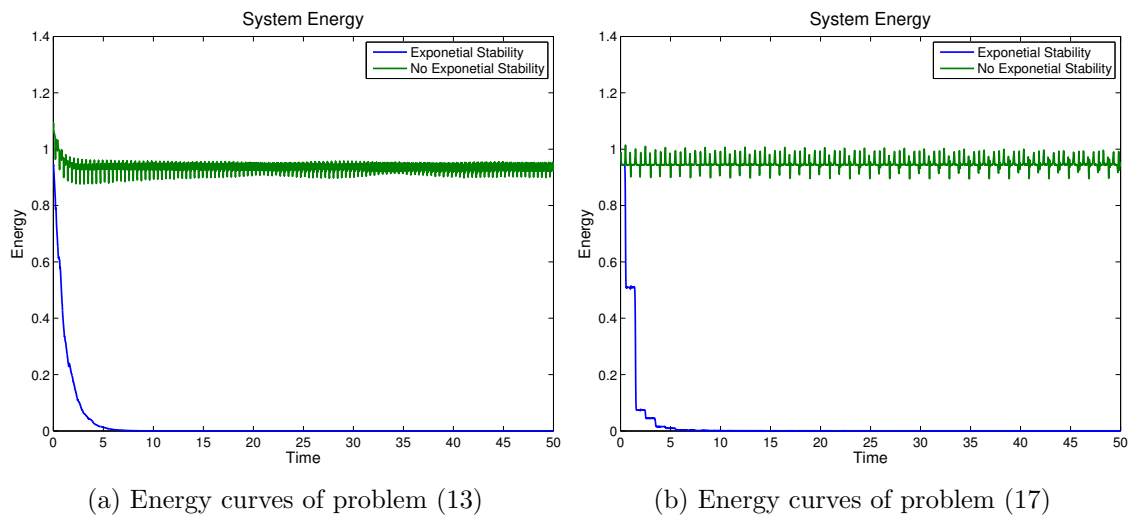 System Energy
1.4
1.2
1
0.8
0.6
0.4
0.2
0
Energy
Exponetial Stability
No Exponetial Stability
0 5 10 15 20 25 30 35 40 45 50
Time
(a) Energy curves of problem (13)
System Energy
1.4
1.2
1
0.8
0.6
0.4
0.2
0
Energy
Exponetial Stability
No Exponetial Stability
0 5 10 15 20 25 30 35 40 45 50
Time
(b) Energy curves of problem (17)